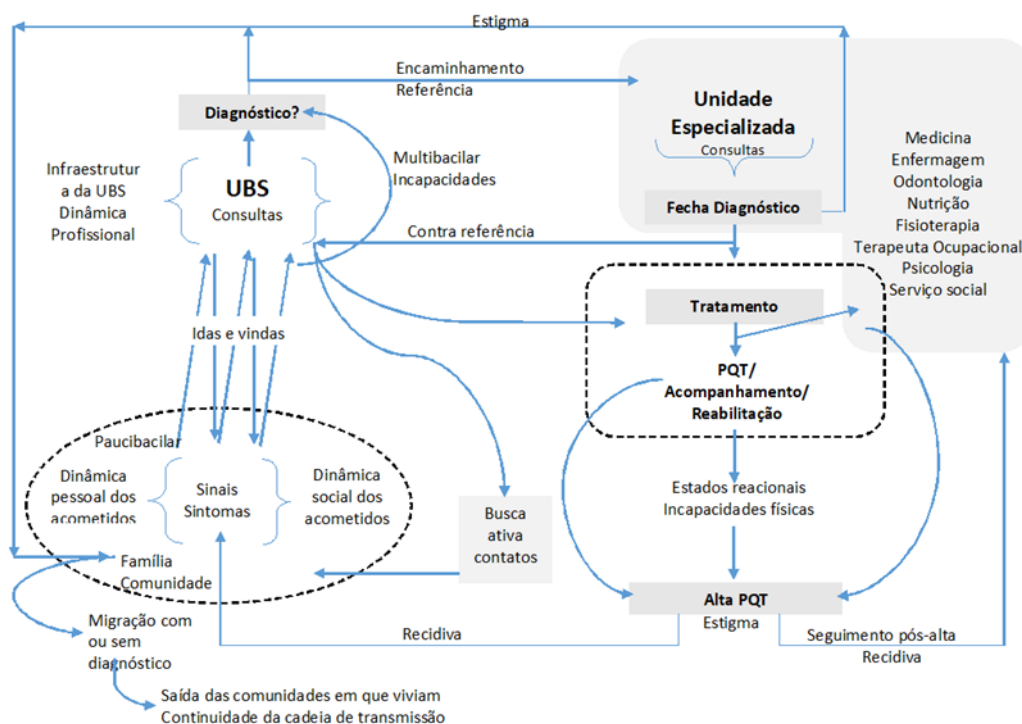 Estigma
Encaminhamento
Referência
Diagnóstico?
Unidade
Especializada
Consultas
Medicina
Enfermagem
Odontologia
Nutrição
Fisioterapia
Terapeuta Ocupacional
Psicologia
Serviço social
Infraestrutur
a da UBS
Dinâmica
Profissional
UBS
Consultas
Multibacilar
Incapacidades
Fecha Diagnóstico
Contra referência
Tratamento
Idas e vindas
PQT/
Acompanhamento/
Reabilitação
Paucibacilar
Dinâmica
pessoal dos
acometidos
Sinais
Sintomas
Dinâmica
social dos
acometidos
Estados reacionais
Incapacidades físicas
Busca
ativa
contatos
Família
Comunidade
Alta PQT
Estigma
Migração com
ou sem
diagnóstico
Recidiva
Seguimento pós-alta
Recidiva
Saída das comunidades em que viviam
Continuidade da cadeia de transmissão